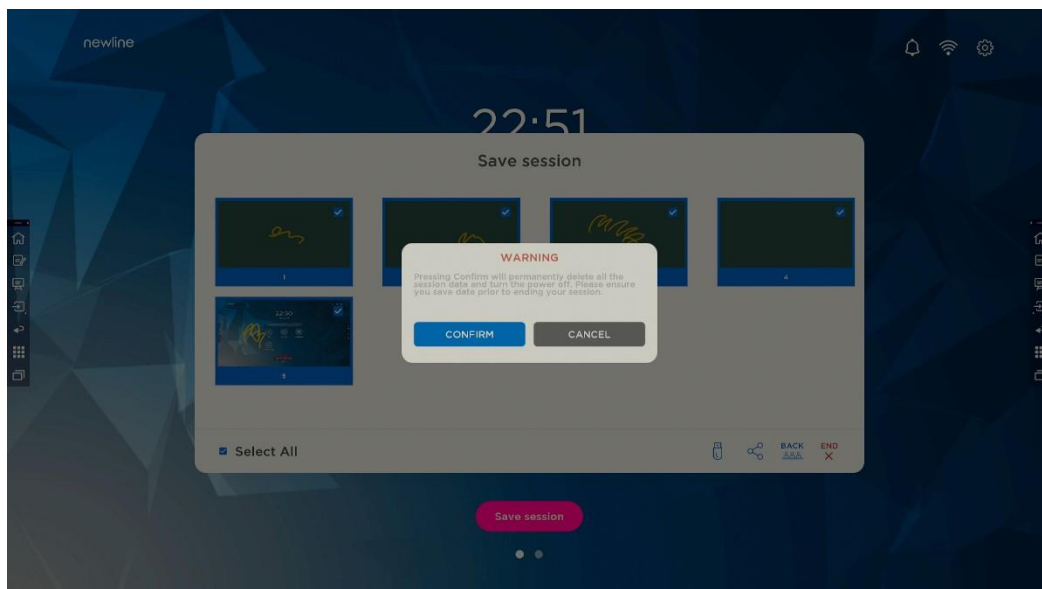 newline
22:51
Save session
WARNING
Pressing Confirm will permanently delete all the
session data and turn the power off. Please ensure
you save date prior to ending your session.
CONFIRM
CANCEL
1
4
12:50
5
Select All
BACK
END
Save session